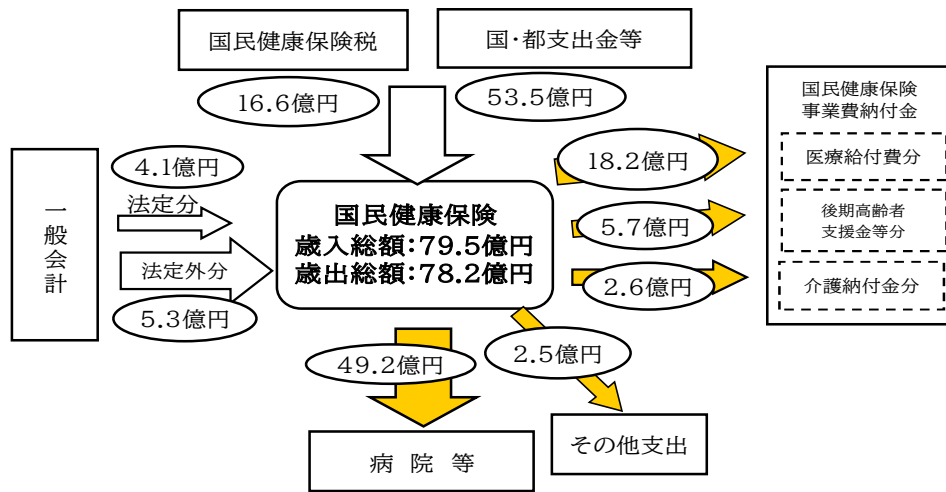 国民健康保険税
国・都支出金等
16.6億円
53.5億円
国民健康保険
事業費納付金
医療給付費分
後期高齢者
支援金等分
介護納付金分
18.2億円
5.7億円
2.6億円
一般会計
4.1億円
法定分
法定外分
5.3億円
国民健康保険
歳入総額：79.5億円
歳出総額：78.2億円
49.2億円
2.5億円
病 院 等
その他支出